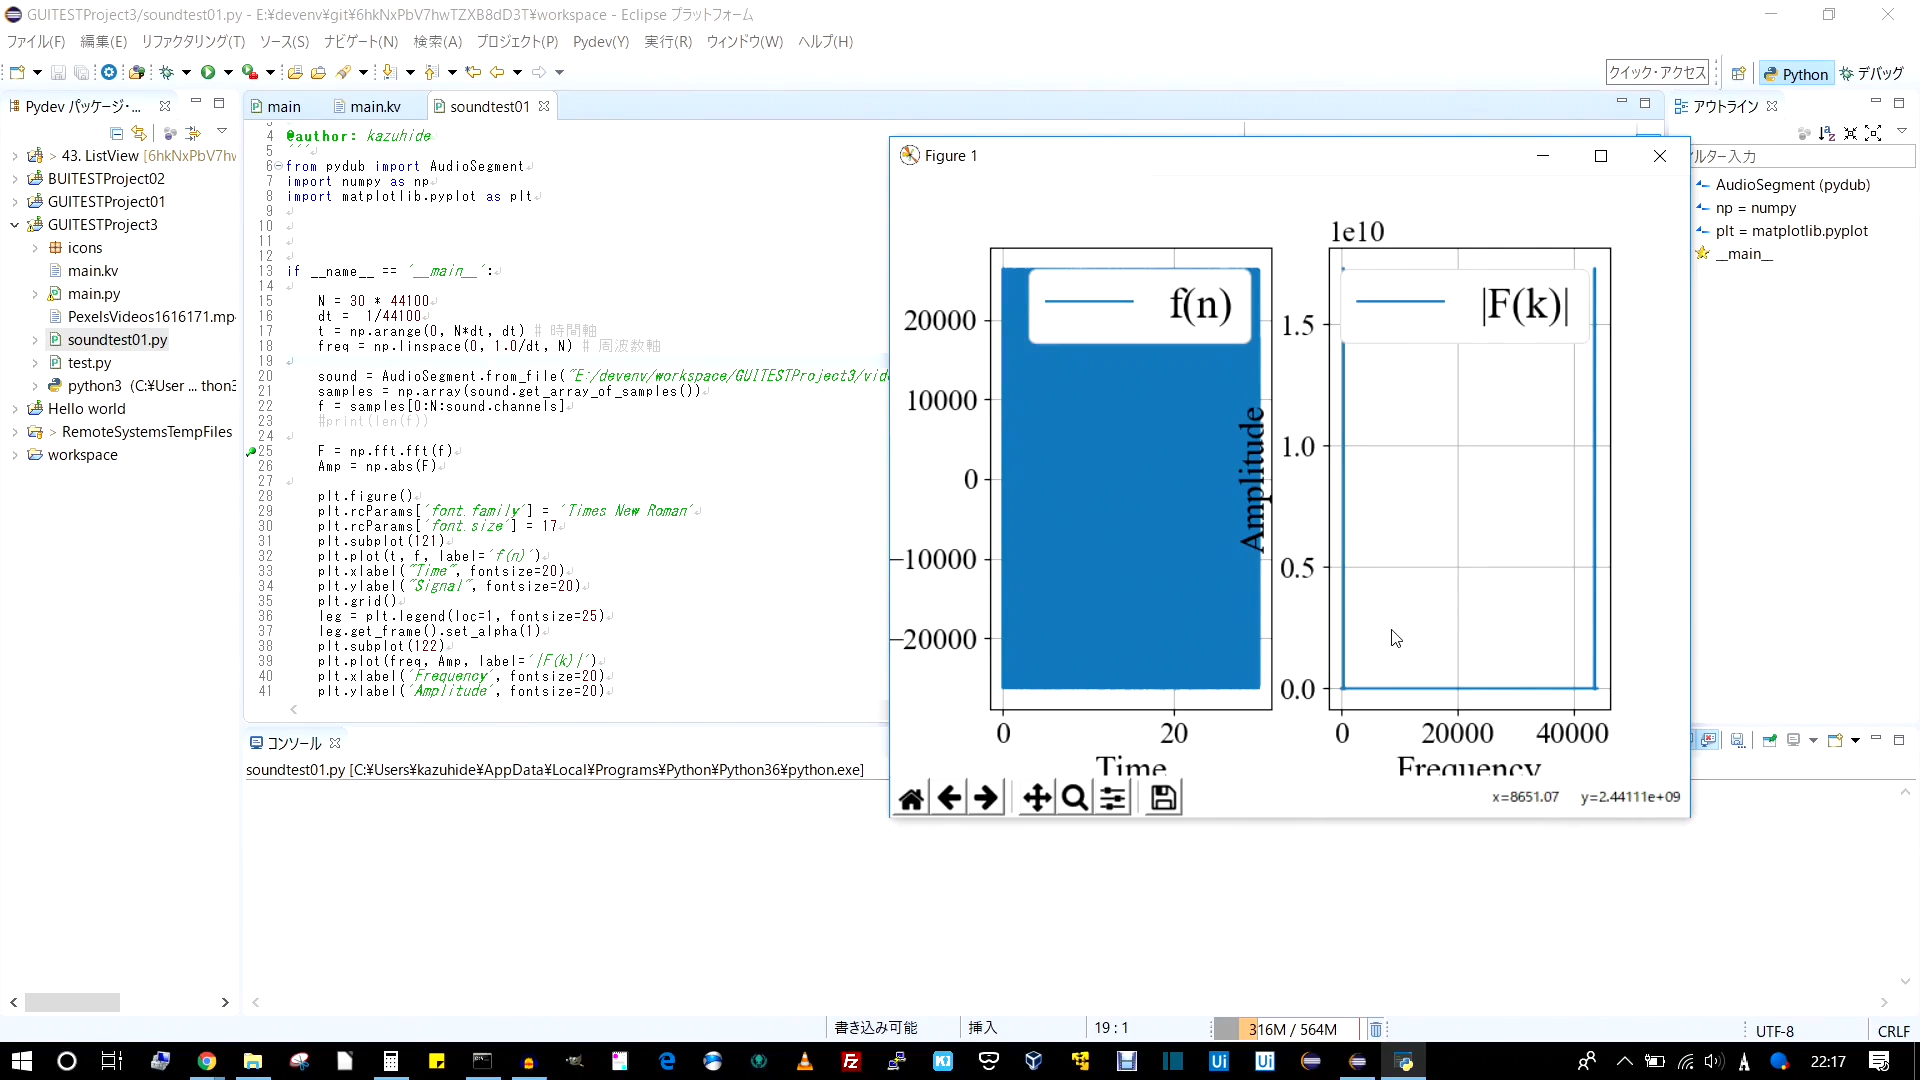 GUITESTProject3/soundtest01.py - E:¥devenv¥git¥6hkNxPbV7hwTZXB8dD3T¥workspace - Eclipse プラットフォーム
ファイル(F) 編集(E) リファクタリング(T) ソース(S) ナビゲート(N) 検索(A) プロジェクト(P) Pydev(Y) 実行(R) ウィンドウ(W) ヘルプ(H)
クイック・アクセス
Python
デバッグ
Pydev パッケージ・...
43. ListView [6hkNxPbV7hw
BUITESTProject02
GUITESTProject01
GUITESTProject3
icons
main.kv
main.py
PexelsVideos1616171.mp
soundtest01.py
test.py
python3 (C:¥User ... thon3
Hello world
> RemoteSystemsTempFiles
workspace
main
main.kv
soundtest01
3
4 @author: kazuhide
5 '''
6 from pydub import AudioSegment
7 import numpy as np
8 import matplotlib.pyplot as plt
9
10
11
12
13 if __name__ == '__main__':
14
15 N = 30 * 44100
16 dt = 1/44100
17 t = np.arange(0, N*dt, dt) # 時間軸
18 freq = np.linspace(0, 1.0/dt, N) # 周波数軸
19
20 sound = AudioSegment.from_file("E:/devenv/workspace/GUITESTProject3/vide
21 samples = np.array(sound.get_array_of_samples())
22 f = samples[0:N:sound.channels]
23 #print(len(f))
24
25 F = np.fft.fft(f)
26 Amp = np.abs(F)
27
28 plt.figure()
29 plt.rcParams['font.family'] = 'Times New Roman'
30 plt.rcParams['font.size'] = 17
31 plt.subplot(121)
32 plt.plot(t, f, label='f(n)')
33 plt.xlabel("Time", fontsize=20)
34 plt.ylabel("Signal", fontsize=20)
35 plt.grid()
36 leg = plt.legend(loc=1, fontsize=25)
37 leg.get_frame().set_alpha(1)
38 plt.subplot(122)
39 plt.plot(freq, Amp, label='|F(k)|')
40 plt.xlabel('Frequency', fontsize=20)
41 plt.ylabel('Amplitude', fontsize=20)
Figure 1
f(n)
20000
10000
0
−10000
−20000
0 20
Time
1e10
|F(k)|
Amplitude
1.5
1.0
0.5
0.0
0 20000 40000
Frequency
x=8651.07 y=2.44111e+09
アウトライン
ルター入力
AudioSegment (pydub)
np = numpy
plt = matplotlib.pyplot
__main__
コンソール
soundtest01.py [C:¥Users¥kazuhide¥AppData¥Local¥Programs¥Python¥Python36¥python.exe]
書き込み可能
挿入
19 : 1
316M / 564M
UTF-8
CRLF
Fz
K1
Ui
Ui
A
22:17